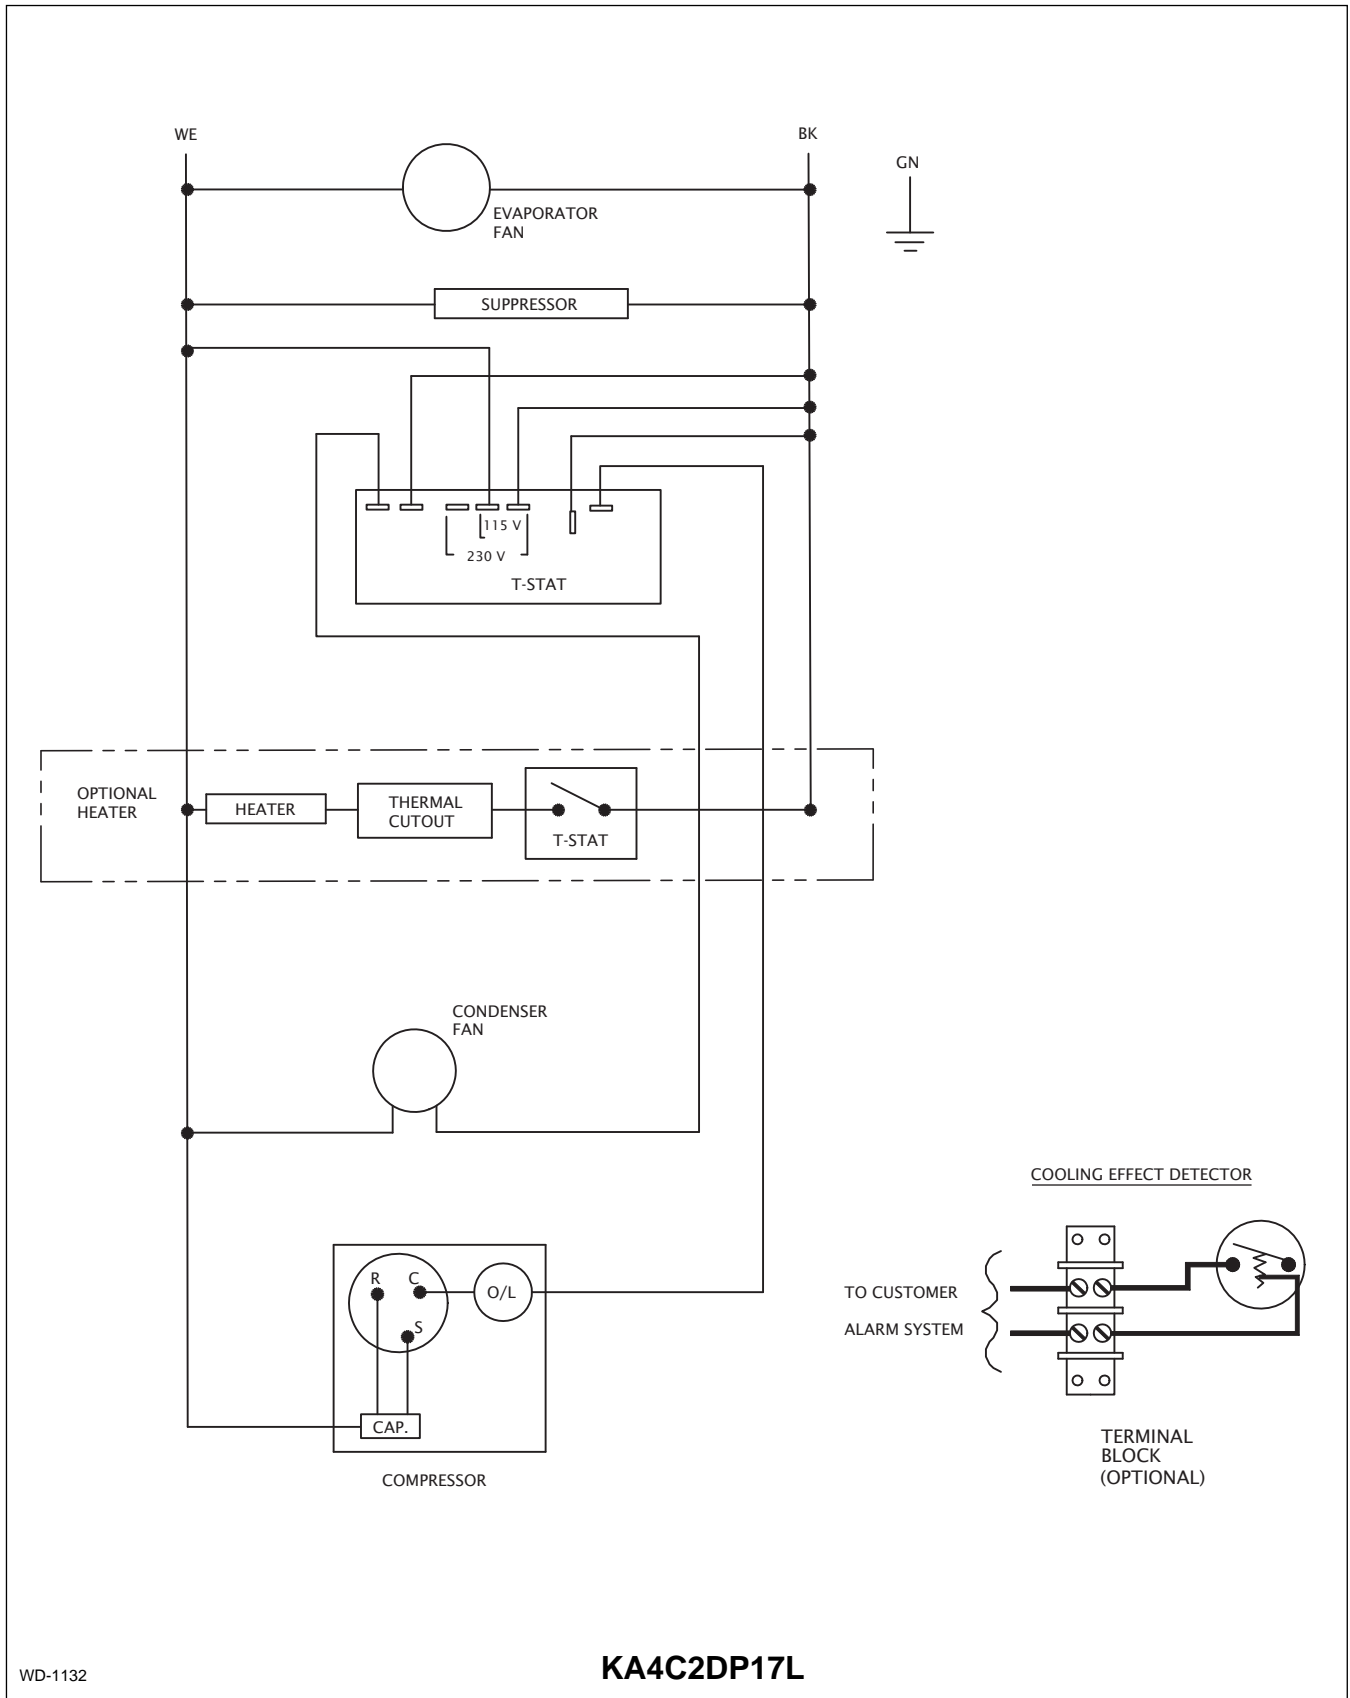 WE
BK
GN
EVAPORATOR
FAN
SUPPRESSOR
115 V
230 V
T-STAT
OPTIONAL
HEATER
HEATER
THERMAL
CUTOUT
T-STAT
CONDENSER
FAN
COOLING EFFECT DETECTOR
TO CUSTOMER
ALARM SYSTEM
R
C
S
O/L
CAP.
COMPRESSOR
TERMINAL
BLOCK
(OPTIONAL)
WD-1132
KA4C2DP17L